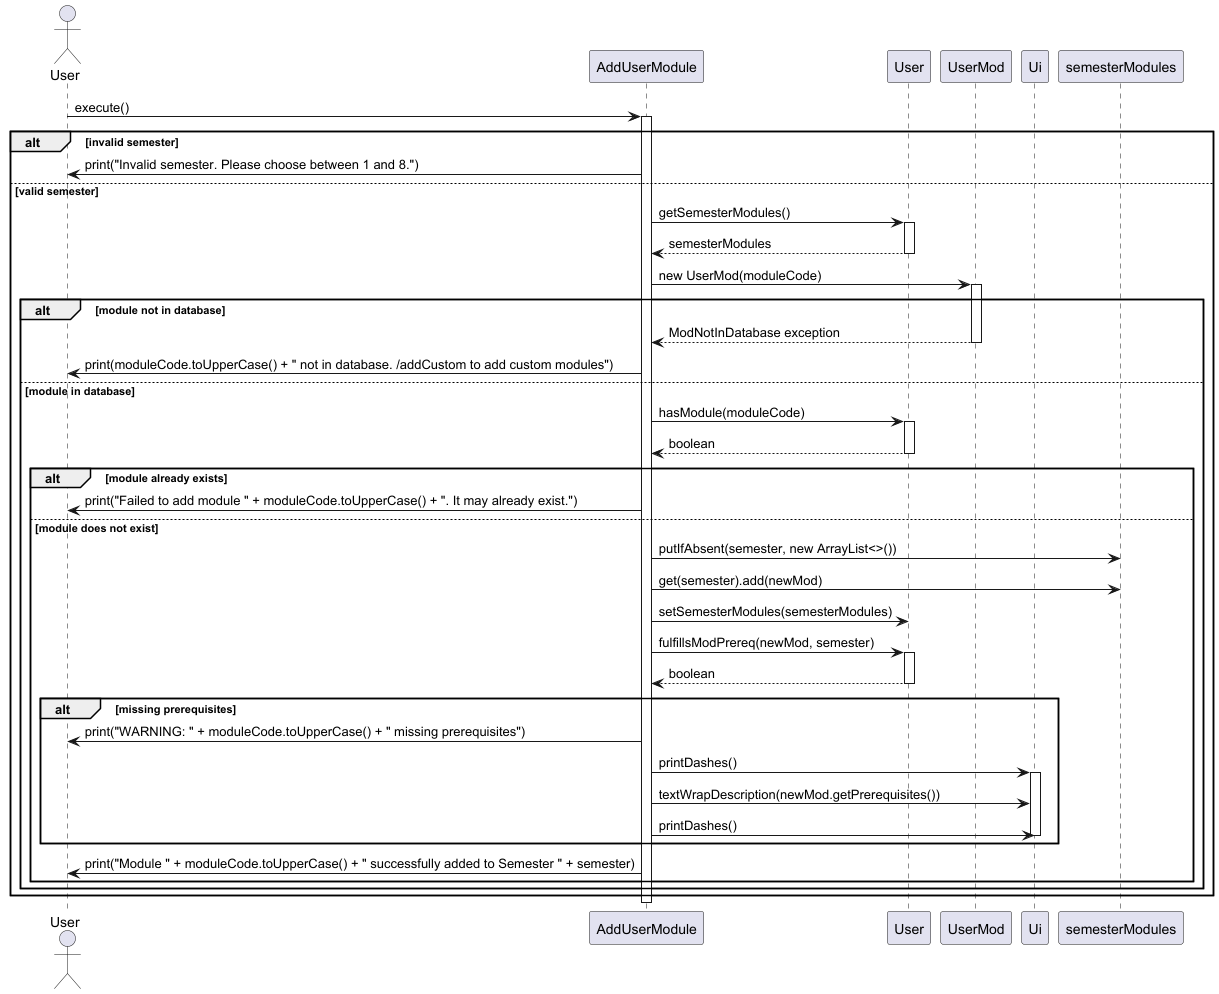 User
AddUserModule
User
UserMod
Ui
semesterModules
execute()
alt
[invalid semester]
print("Invalid semester. Please choose between 1 and 8.")
[valid semester]
getSemesterModules()
semesterModules
new UserMod(moduleCode)
alt
[module not in database]
ModNotInDatabase exception
print(moduleCode.toUpperCase() + " not in database. /addCustom to add custom modules")
[module in database]
hasModule(moduleCode)
boolean
alt
[module already exists]
print("Failed to add module " + moduleCode.toUpperCase() + ". It may already exist.")
[module does not exist]
putIfAbsent(semester, new ArrayList<>())
get(semester).add(newMod)
setSemesterModules(semesterModules)
fulfillsModPrereq(newMod, semester)
boolean
alt
[missing prerequisites]
print("WARNING: " + moduleCode.toUpperCase() + " missing prerequisites")
printDashes()
textWrapDescription(newMod.getPrerequisites())
printDashes()
print("Module " + moduleCode.toUpperCase() + " successfully added to Semester " + semester)
User
AddUserModule
User
UserMod
Ui
semesterModules